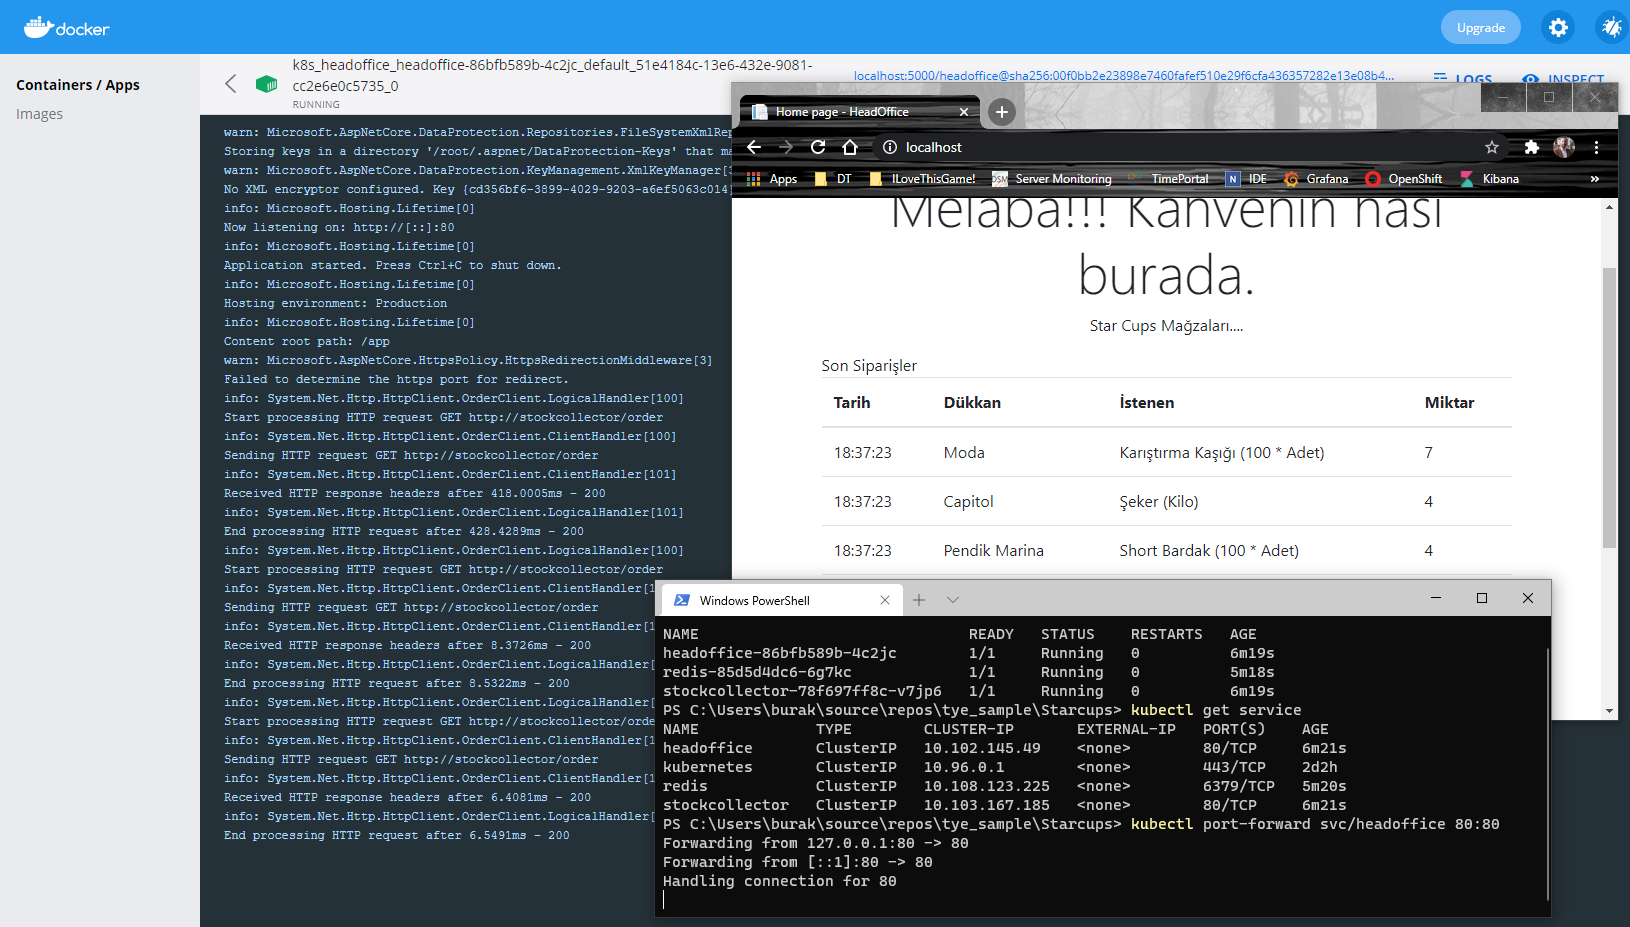 docker
Upgrade
Containers / Apps
Images
k8s_headoffice_headoffice-86bfb589b-4c2jc_default_51e4184c-13e6-432e-9081-
cc2e6e0c5735_0
RUNNING
localhost:5000/headoffice@sha256:00f0bb2e23898e7460fafef510e29f6cfa436357282e13e08b4...
LOGS
INSPECT
warn: Microsoft.AspNetCore.DataProtection.Repositories.FileSystemXmlRep
Storing keys in a directory '/root/.aspnet/DataProtection-Keys' that ma
warn: Microsoft.AspNetCore.DataProtection.KeyManagement.XmlKeyManager[3
No XML encryptor configured. Key {cd356bf6-3899-4029-9203-a6ef5063c014}
info: Microsoft.Hosting.Lifetime[0]
Now listening on: http://[::]:80
info: Microsoft.Hosting.Lifetime[0]
Application started. Press Ctrl+C to shut down.
info: Microsoft.Hosting.Lifetime[0]
Hosting environment: Production
info: Microsoft.Hosting.Lifetime[0]
Content root path: /app
warn: Microsoft.AspNetCore.HttpsPolicy.HttpsRedirectionMiddleware[3]
Failed to determine the https port for redirect.
info: System.Net.Http.HttpClient.OrderClient.LogicalHandler[100]
Start processing HTTP request GET http://stockcollector/order
info: System.Net.Http.HttpClient.OrderClient.ClientHandler[100]
Sending HTTP request GET http://stockcollector/order
info: System.Net.Http.HttpClient.OrderClient.ClientHandler[101]
Received HTTP response headers after 418.0005ms - 200
info: System.Net.Http.HttpClient.OrderClient.LogicalHandler[101]
End processing HTTP request after 428.4289ms - 200
info: System.Net.Http.HttpClient.OrderClient.LogicalHandler[100]
Start processing HTTP request GET http://stockcollector/order
info: System.Net.Http.HttpClient.OrderClient.ClientHandler[1
Sending HTTP request GET http://stockcollector/order
info: System.Net.Http.HttpClient.OrderClient.ClientHandler[1
Received HTTP response headers after 8.3726ms - 200
info: System.Net.Http.HttpClient.OrderClient.LogicalHandler[
End processing HTTP request after 8.5322ms - 200
info: System.Net.Http.HttpClient.OrderClient.LogicalHandler[
Start processing HTTP request GET http://stockcollector/orde
info: System.Net.Http.HttpClient.OrderClient.ClientHandler[1
Sending HTTP request GET http://stockcollector/order
info: System.Net.Http.HttpClient.OrderClient.ClientHandler[1
Received HTTP response headers after 6.4081ms - 200
info: System.Net.Http.HttpClient.OrderClient.LogicalHandler[
End processing HTTP request after 6.5491ms - 200
Home page - HeadOffice
localhost
Apps DT ILoveThisGame! DSM Server Monitoring TimePortal N IDE Grafana OpenShift Kibana »
Melaba!!! Kahvenin hası
burada.
Star Cups Mağzaları....
Son Siparişler
Tarih Dükkan İstenen Miktar
18:37:23 Moda Karıştırma Kaşığı (100 * Adet) 7
18:37:23 Capitol Şeker (Kilo) 4
18:37:23 Pendik Marina Short Bardak (100 * Adet) 4
Windows PowerShell
NAME READY STATUS RESTARTS AGE
headoffice-86bfb589b-4c2jc 1/1 Running 0 6m19s
redis-85d5d4dc6-6g7kc 1/1 Running 0 5m18s
stockcollector-78f697ff8c-v7jp6 1/1 Running 0 6m19s
PS C:\Users\burak\source\repos\tye_sample\Starcups> kubectl get service
NAME TYPE CLUSTER-IP EXTERNAL-IP PORT(S) AGE
headoffice ClusterIP 10.102.145.49 <none> 80/TCP 6m21s
kubernetes ClusterIP 10.96.0.1 <none> 443/TCP 2d2h
redis ClusterIP 10.108.123.225 <none> 6379/TCP 5m20s
stockcollector ClusterIP 10.103.167.185 <none> 80/TCP 6m21s
PS C:\Users\burak\source\repos\tye_sample\Starcups> kubectl port-forward svc/headoffice 80:80
Forwarding from 127.0.0.1:80 -> 80
Forwarding from [::1]:80 -> 80
Handling connection for 80